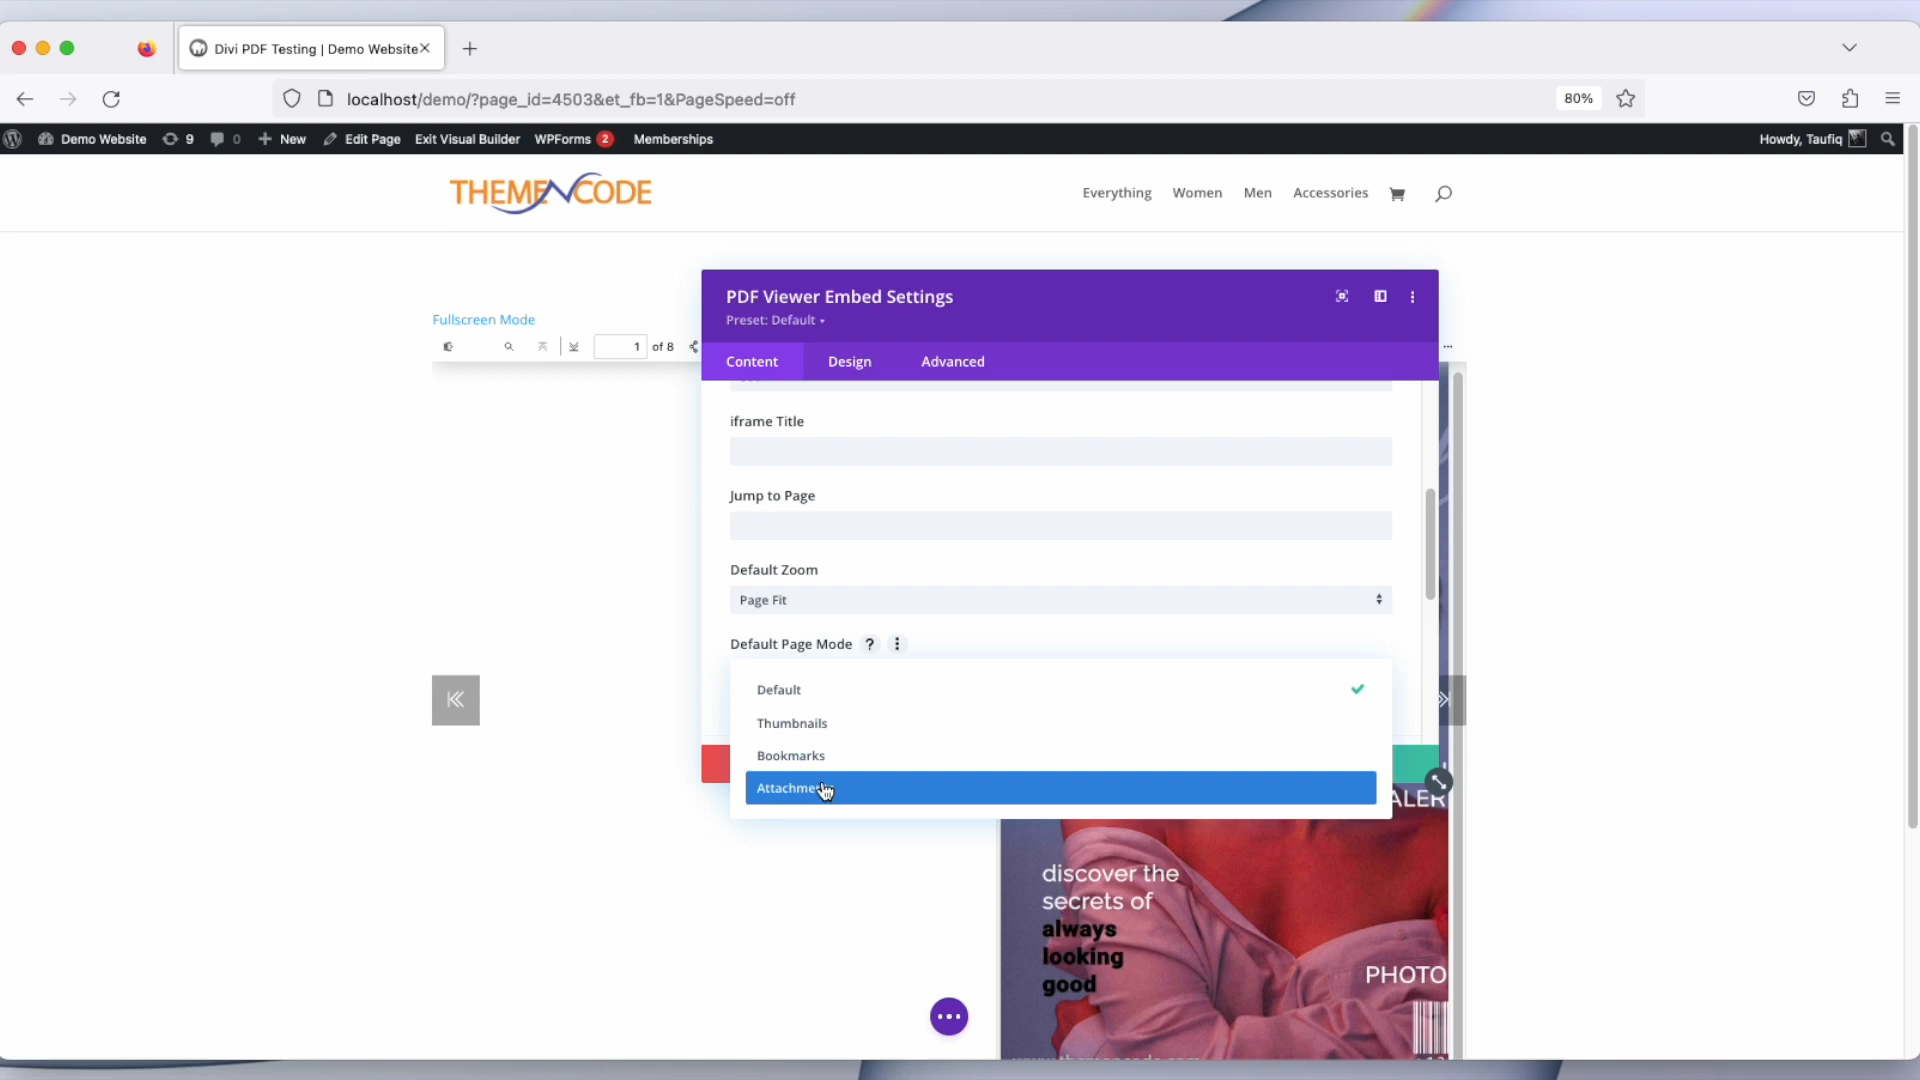 Divi PDF Testing | Demo Website
localhost/demo/?page_id=4503&et_fb=1&PageSpeed=off
80%
Demo Website
9
0
New
Edit Page
Exit Visual Builder
WPForms 2
Memberships
Howdy, Taufiq
THEMENCODE
Everything
Women
Men
Accessories
PDF Viewer Embed Settings
Preset: Default
Fullscreen Mode
1 of 8
Content
Design
Advanced
iframe Title
Jump to Page
Default Zoom
Page Fit
Default Page Mode ?
Default
Thumbnails
Bookmarks
ALER
discover the
secrets of
always
looking
good
PHOTO